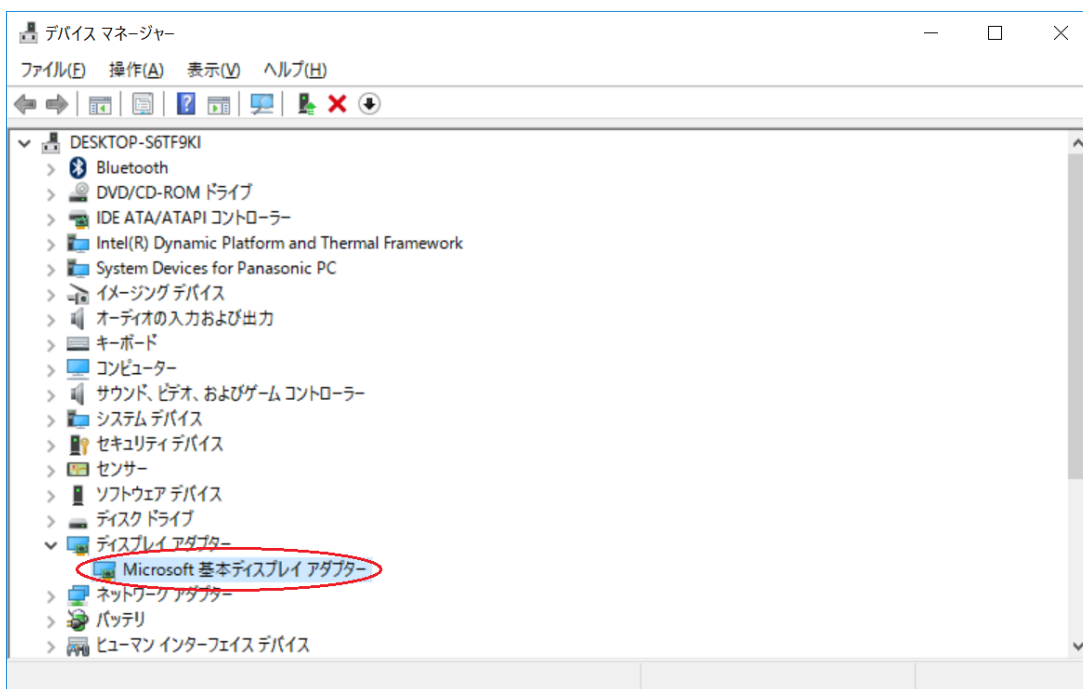 デバイス マネージャー
ファイル(F) 操作(A) 表示(V) ヘルプ(H)
DESKTOP-S6TF9KI
Bluetooth
DVD/CD-ROM ドライブ
IDE ATA/ATAPI コントローラー
Intel(R) Dynamic Platform and Thermal Framework
System Devices for Panasonic PC
イメージング デバイス
オーディオの入力および出力
キーボード
コンピューター
サウンド、ビデオ、およびゲーム コントローラー
システム デバイス
セキュリティ デバイス
センサー
ソフトウェア デバイス
ディスク ドライブ
ディスプレイ アダプター
Microsoft 基本ディスプレイ アダプター
ネットワーク アダプター
バッテリ
ヒューマン インターフェイス デバイス